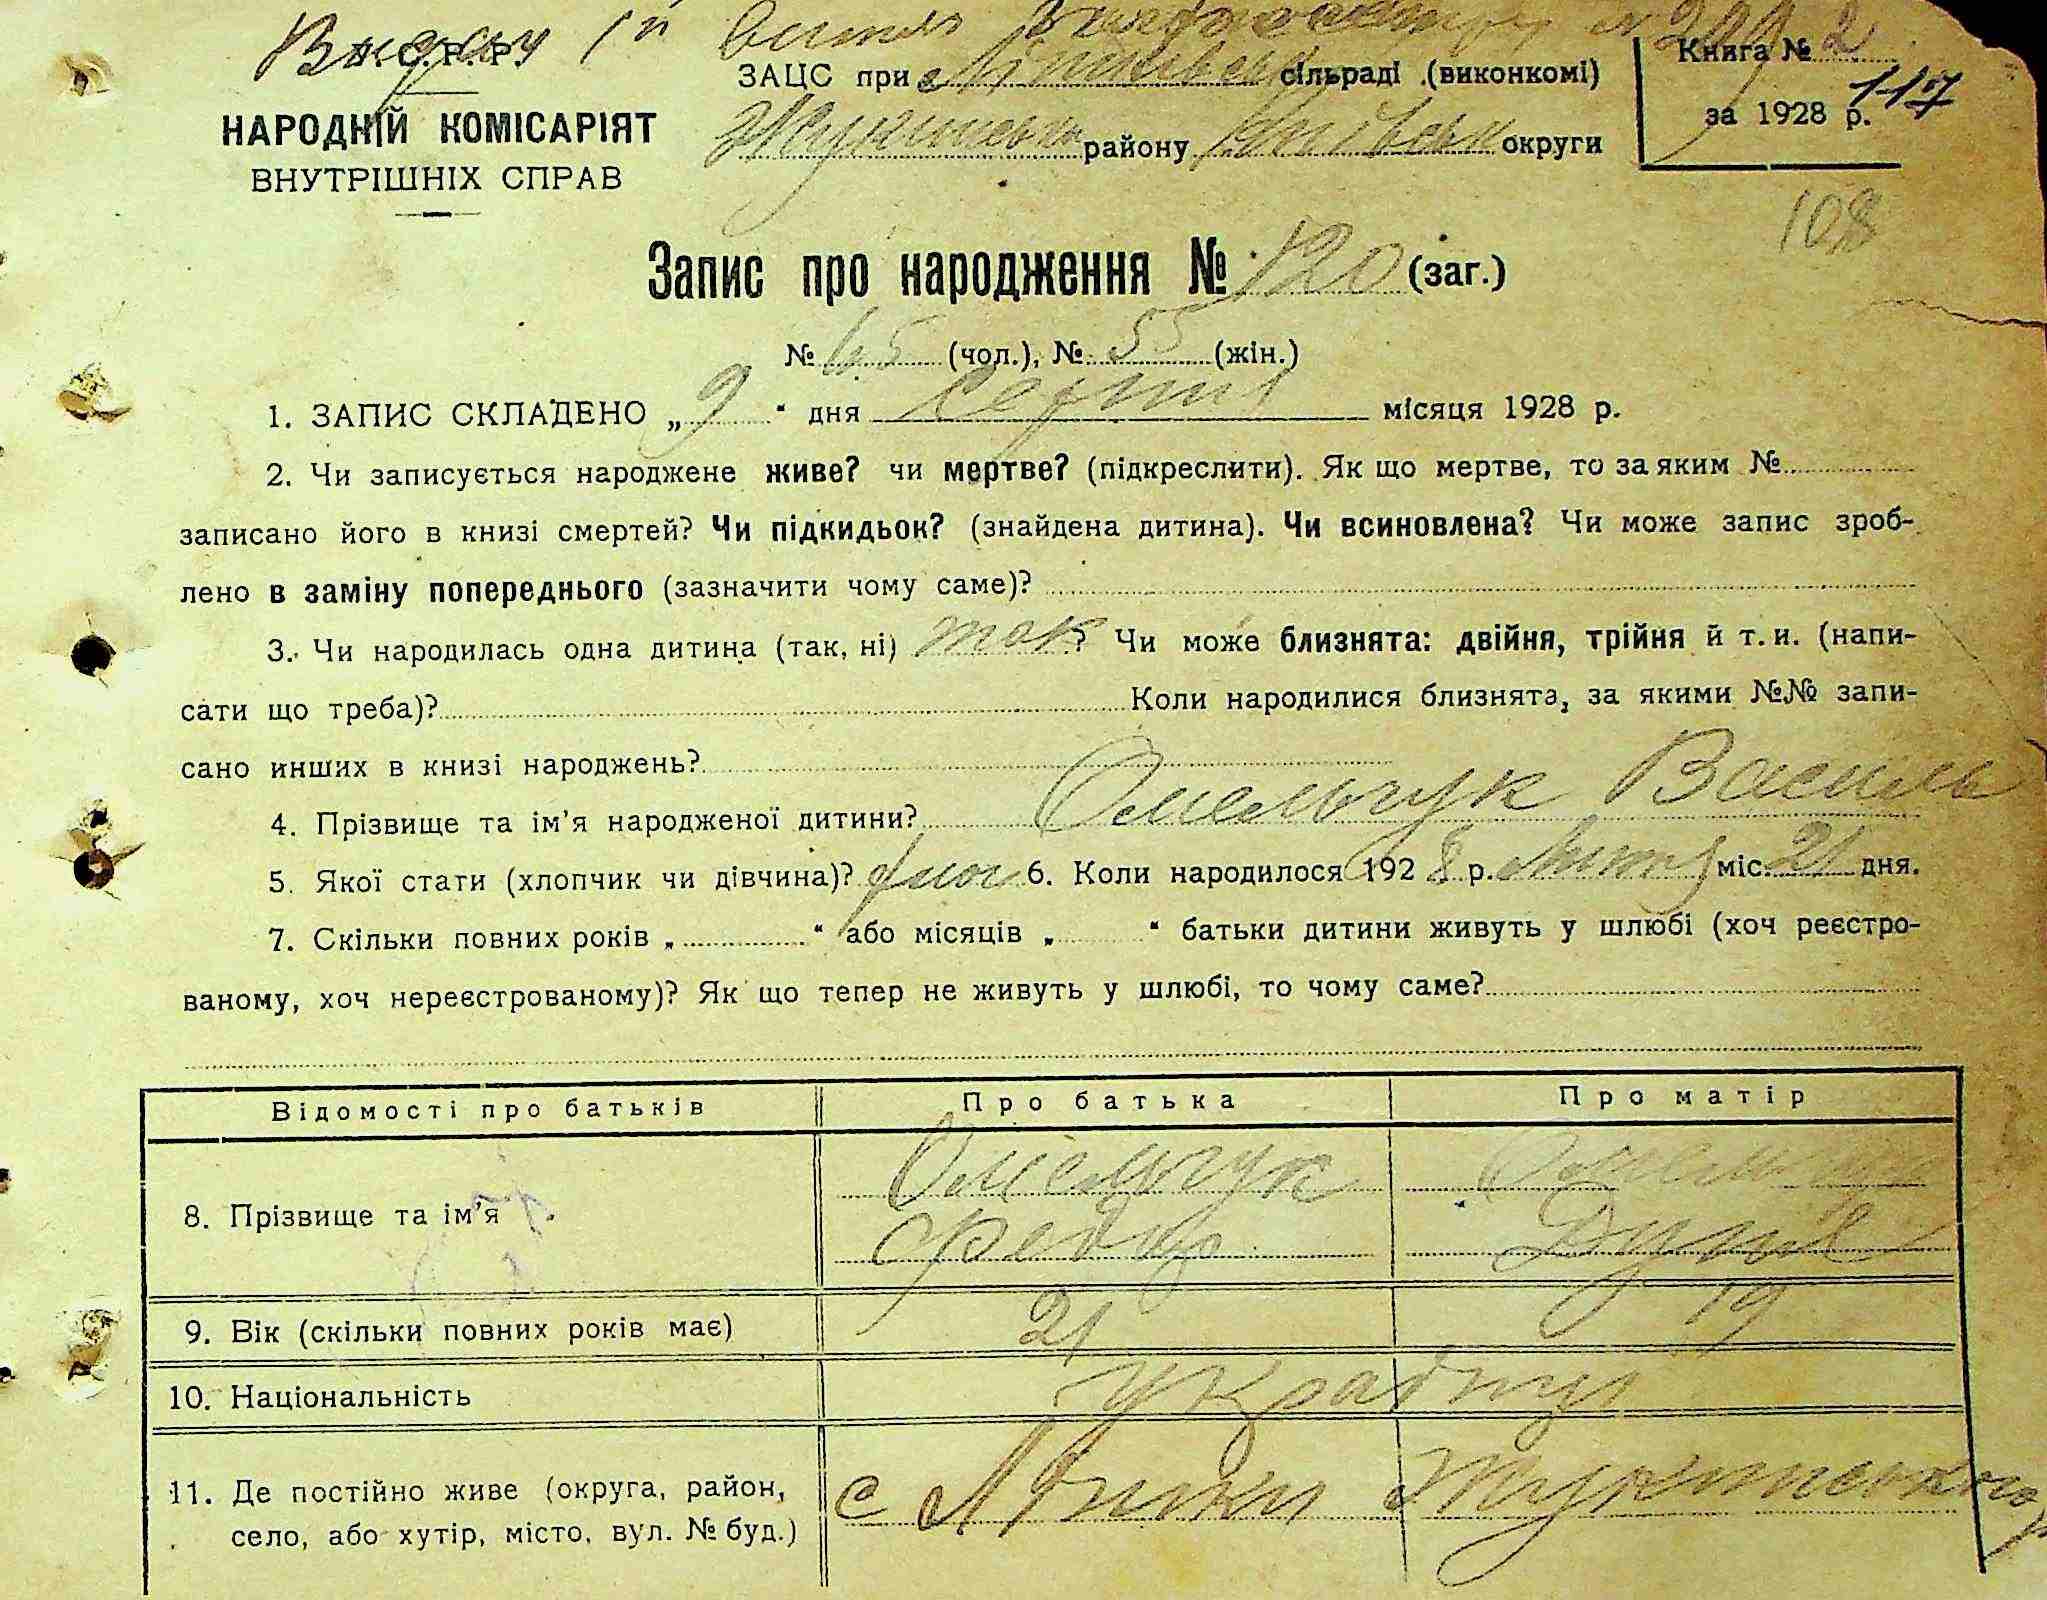 У.С.Р.Р.
НАРОДНІЙ КОМІСАРІЯТ
ВНУТРІШНІХ СПРАВ
ЗАЦС при сільраді (виконкомі)
району округи
Книга № 2
за 1928 р. 117
108
Запис про народження № 120 (заг.)
№ 65 (чол.), № 55 (жін.)
1. ЗАПИС СКЛАДЕНО „ 9 “ дня серпня місяця 1928 р.
2. Чи записується народжене живе? чи мертве? (підкреслити). Як що мертве, то за яким №
записано його в книзі смертей? Чи підкидьок? (знайдена дитина). Чи всиновлена? Чи може запис зроб-
лено в заміну попереднього (зазначити чому саме)?
3. Чи народилась одна дитина (так, ні) так? Чи може близнята: двійня, трійня й т. и. (напи-
сати що треба)? Коли народилися близнята, за якими №№ запи-
сано инших в книзі народжень?
4. Прізвище та ім'я народженої дитини? Омельчук Василь
5. Якої стати (хлопчик чи дівчина)? 6. Коли народилося 1928 р. міс. 21 дня.
7. Скільки повних років „ “ або місяців „ “ батьки дитини живуть у шлюбі (хоч реєстро-
ваному, хоч нереєстрованому)? Як що тепер не живуть у шлюбі, то чому саме?
Відомості про батьків Про батька Про матір
8. Прізвище та ім'я Омельчук Федор Омельчук
9. Вік (скільки повних років має) 21 19
10. Національність
11. Де постійно живе (округа, район,
село, або хутір, місто, вул. № буд.)